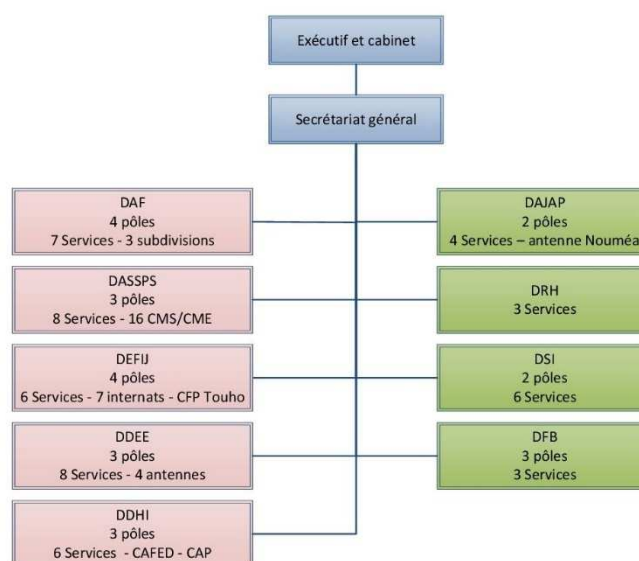 Exécutif et cabinet
Secrétariat général
DAF
4 pôles
7 Services - 3 subdivisions
DASSPS
3 pôles
8 Services - 16 CMS/CME
DEFIJ
4 pôles
6 Services - 7 internats - CFP Touho
DDEE
3 pôles
8 Services - 4 antennes
DDHI
3 pôles
6 Services - CAFED - CAP
DAJAP
2 pôles
4 Services – antenne Nouméa
DRH
3 Services
DSI
2 pôles
6 Services
DFB
3 pôles
3 Services